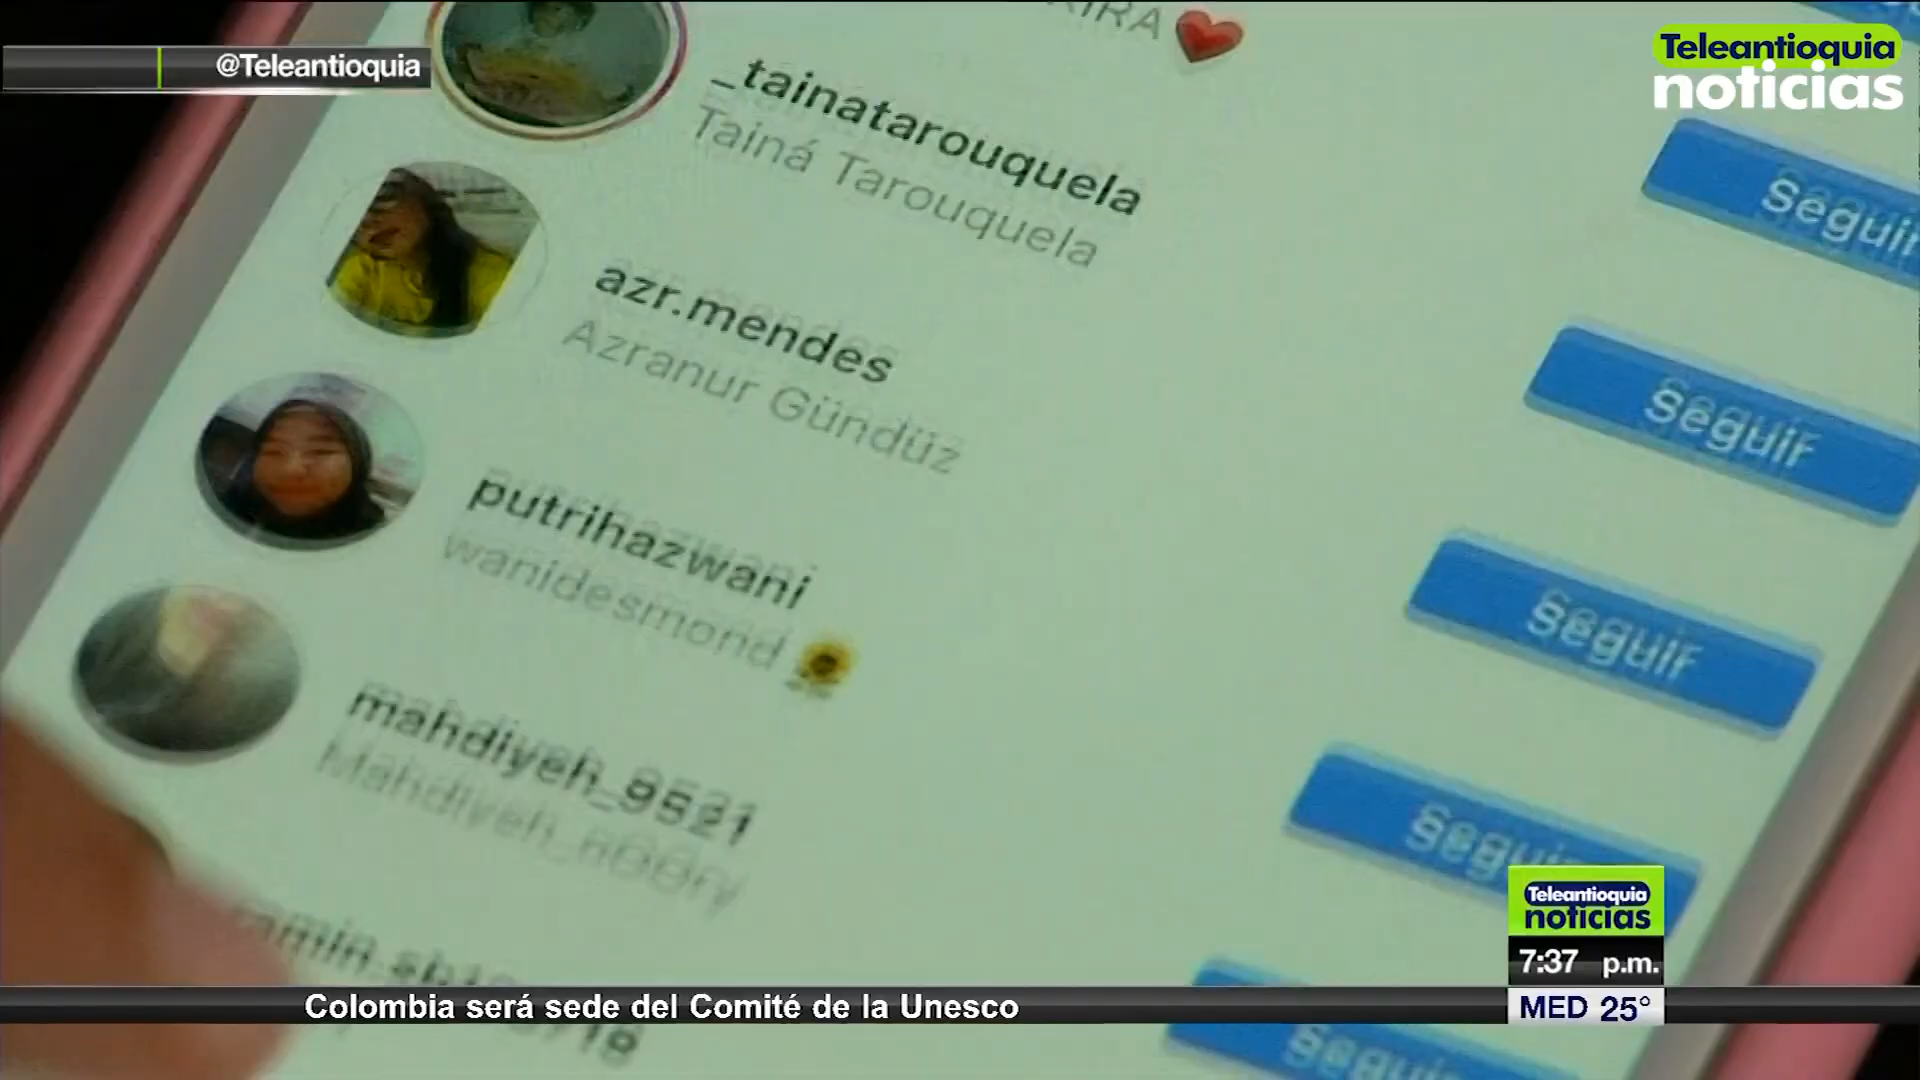 @Teleantioquia
Teleantioquia
noticias
_tainatarouquela
Tainá Tarouquela
Seguir
azr.mendes
Azranur Gündüz
Seguir
putrihazwani
wanidesmond
Seguir
mahdiyeh_9521
Seguir
Teleantioquia
noticias
7:37 p.m.
Colombia será sede del Comité de la Unesco
MED 25°
Seguir